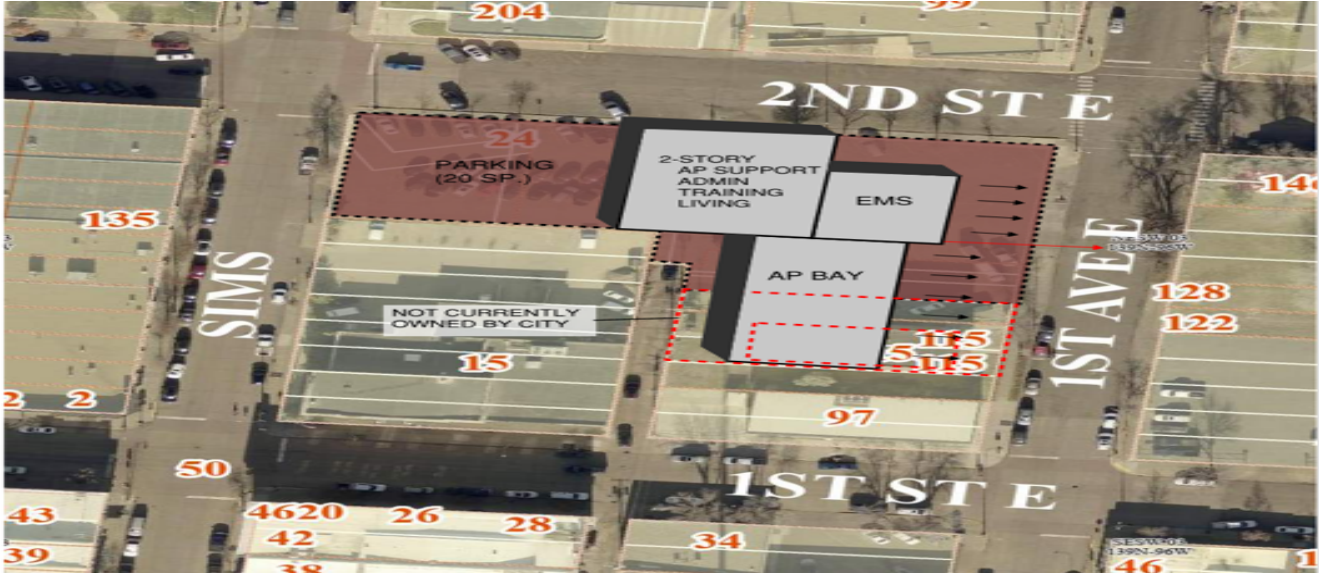 204
99
2ND ST E
24
PARKING
(20 SP.)
2-STORY
AP SUPPORT
ADMIN
TRAINING
LIVING
EMS
135
SIMS
AP BAY
1ST AVE E
128
122
NOT CURRENTLY
OWNED BY CITY
15
115
5
115
2
2
97
50
1ST ST E
43
4620
26
28
42
34
39
38
139N-96W
46